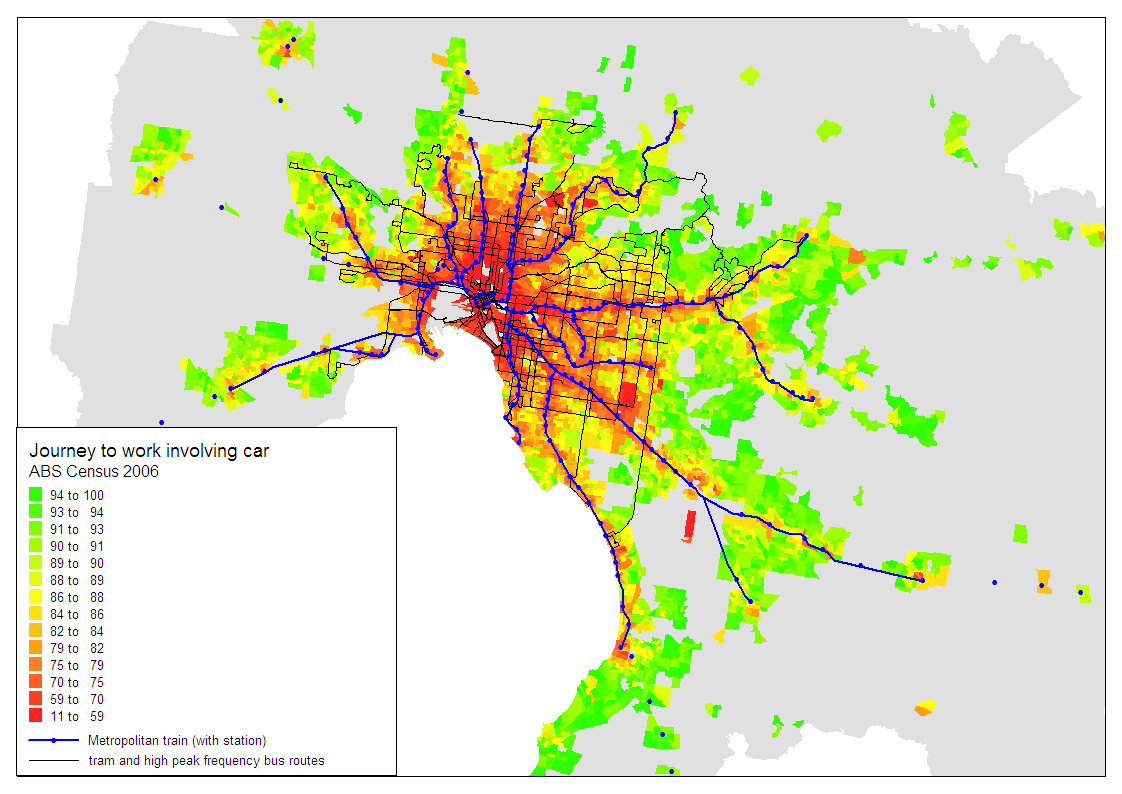 Journey to work involving car
ABS Census 2006
94 to 100
93 to 94
91 to 93
90 to 91
89 to 90
88 to 89
86 to 88
84 to 86
82 to 84
79 to 82
75 to 79
70 to 75
59 to 70
11 to 59
Metropolitan train (with station)
tram and high peak frequency bus routes